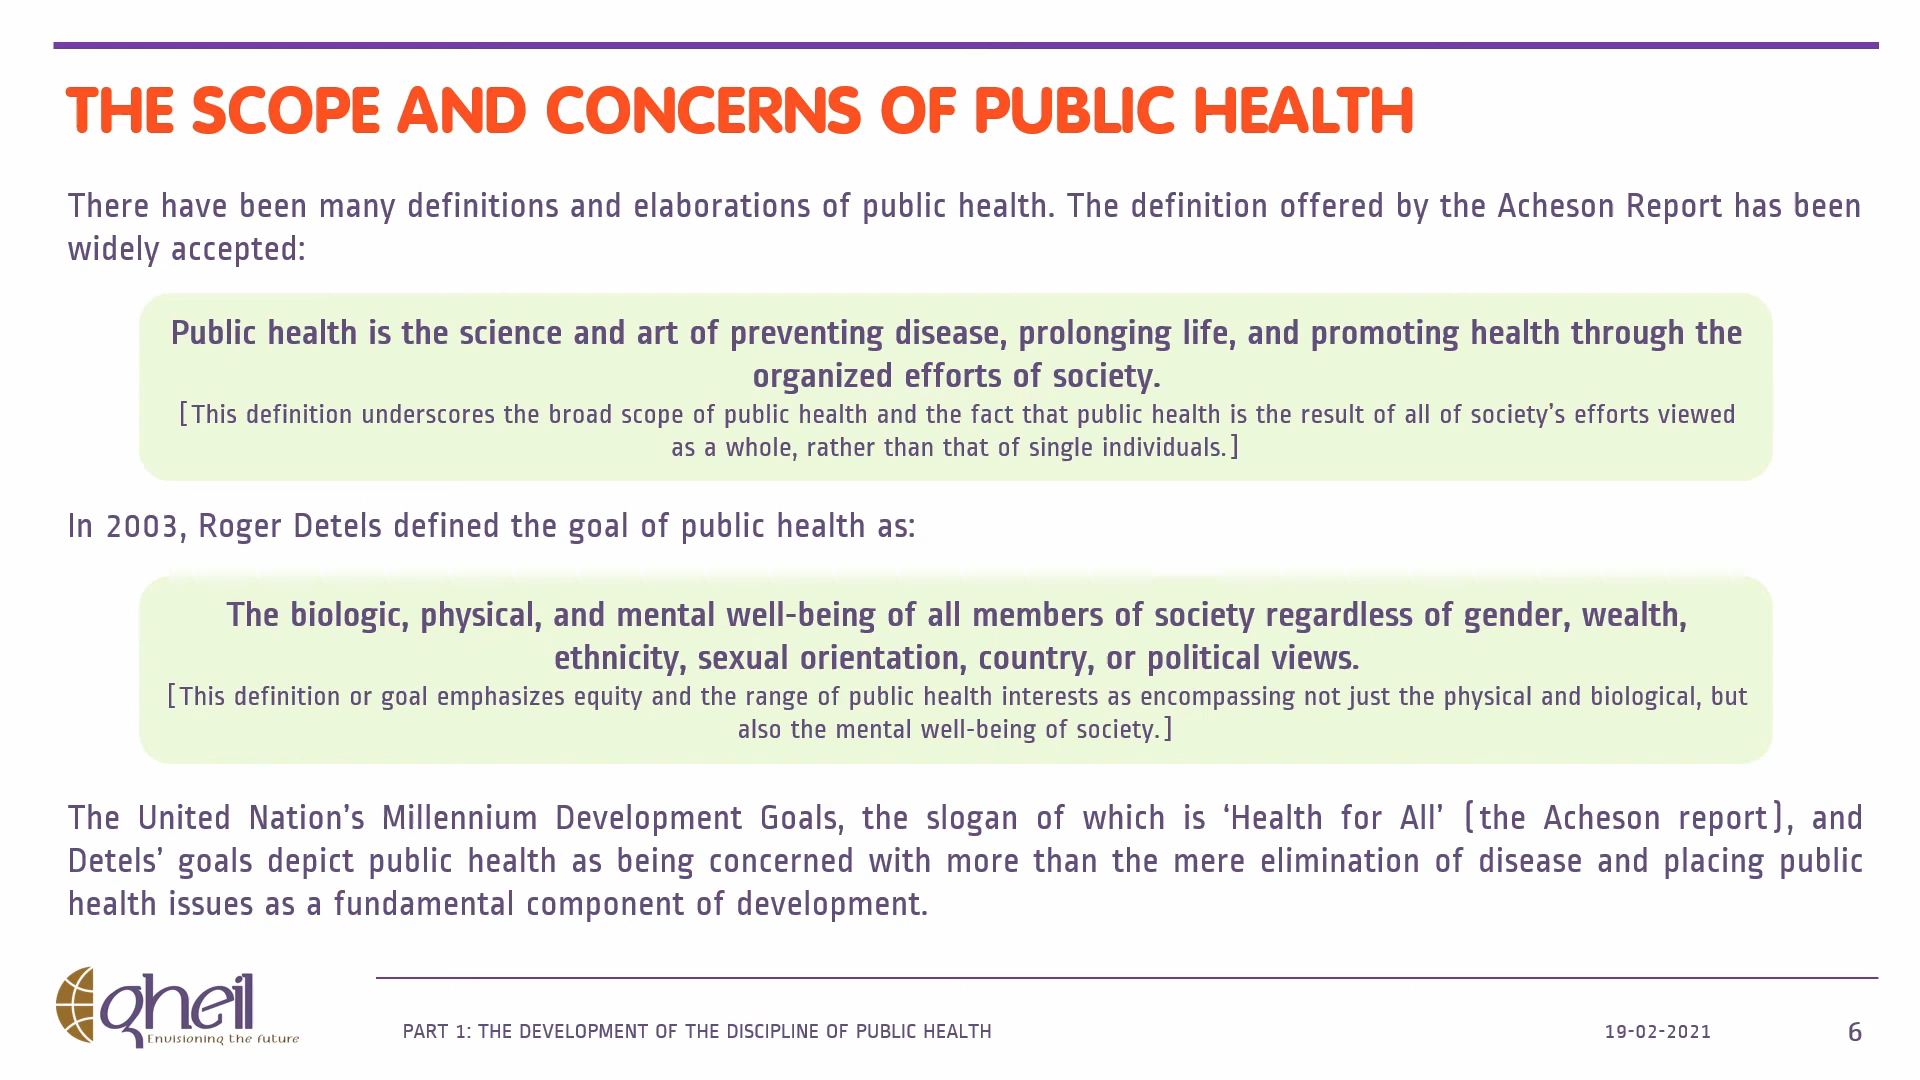 THE SCOPE AND CONCERNS OF PUBLIC HEALTH
There have been many definitions and elaborations of public health. The definition offered by the Acheson Report has been
widely accepted:
Public health is the science and art of preventing disease, prolonging life, and promoting health through the
organized efforts of society.
[This definition underscores the broad scope of public health and the fact that public health is the result of all of society’s efforts viewed
as a whole, rather than that of single individuals.]
In 2003, Roger Detels defined the goal of public health as:
The biologic, physical, and mental well-being of all members of society regardless of gender, wealth,
ethnicity, sexual orientation, country, or political views.
[This definition or goal emphasizes equity and the range of public health interests as encompassing not just the physical and biological, but
also the mental well-being of society.]
The United Nation’s Millennium Development Goals, the slogan of which is ‘Health for All’ (the Acheson report), and
Detels’ goals depict public health as being concerned with more than the mere elimination of disease and placing public
health issues as a fundamental component of development.
qheil
Envisioning the future
PART 1: THE DEVELOPMENT OF THE DISCIPLINE OF PUBLIC HEALTH
19-02-2021
6